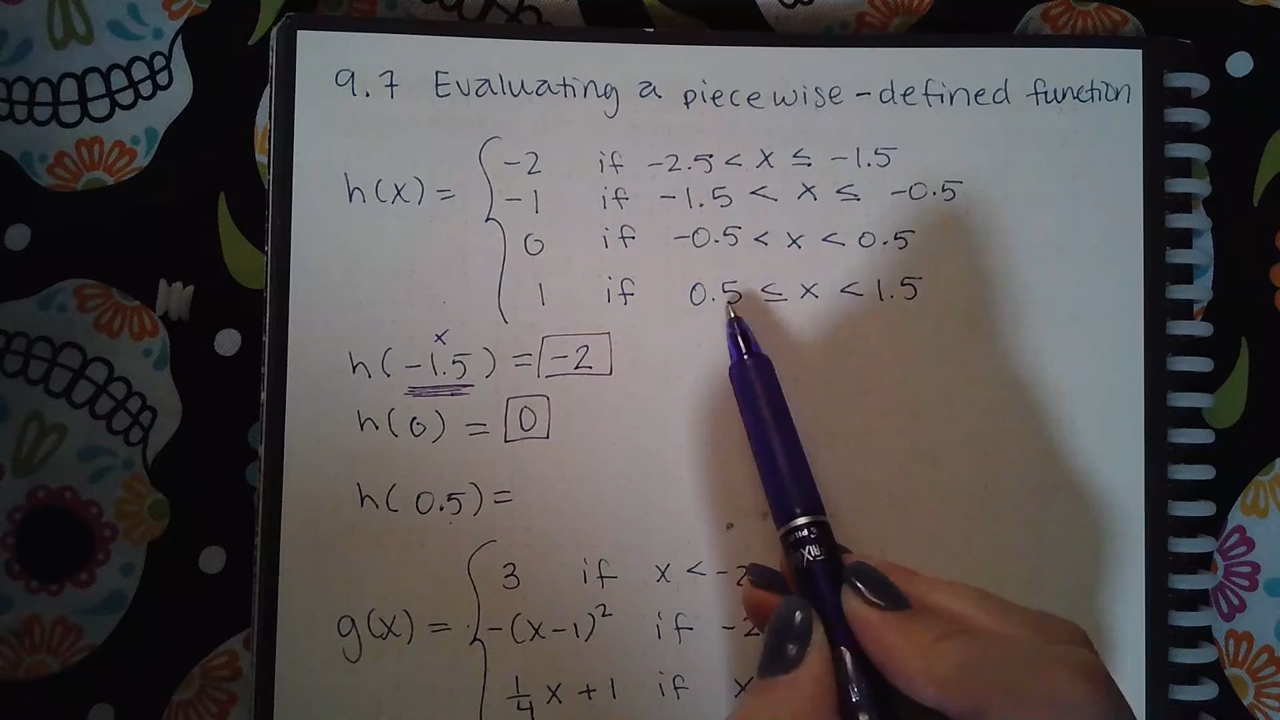 9.7 Evaluating a piecewise-defined function
h(x) = { -2 if -2.5 < x ≤ -1.5
-1 if -1.5 < x ≤ -0.5
0 if -0.5 < x < 0.5
1 if 0.5 ≤ x < 1.5
x
h(-1.5) = -2
h(0) = 0
h(0.5) =
g(x) = { 3 if x < -2
-(x-1)² if -2
1/4 x + 1 if x